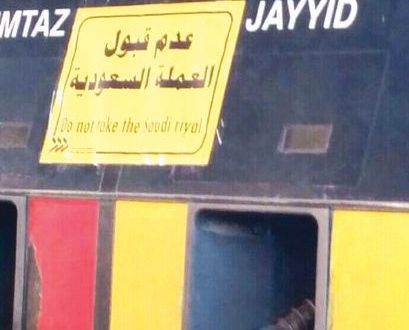 MTAZ
JAYYID
عدم قبول
العملة السعودية
Do not take the Saudi riyal